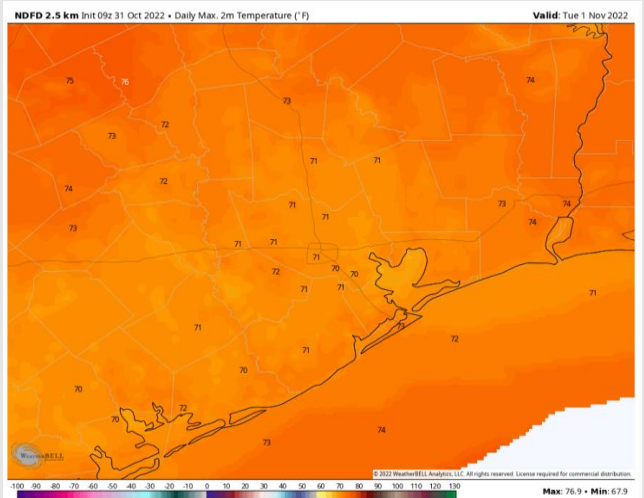 NDFD 2.5 km Init 09z 31 Oct 2022 • Daily Max. 2m Temperature (°F) Valid: Tue 1 Nov 2022
75 76 74
73
72
73
71 71
72
74
71 73 74
71 74
73
71 71
71
72 70 70
71 71
71
73
71
72
71
70
70
72
70
74
73
WeatherBELL
© 2022 WeatherBELL Analytics, LLC. All rights reserved. License required for commercial distribution.
-100 -90 -80 -70 -60 -50 -40 -30 -20 -10 0 10 20 30 40 50 60 70 80 90 100 110 120 130
Max: 76.9 • Min: 67.9